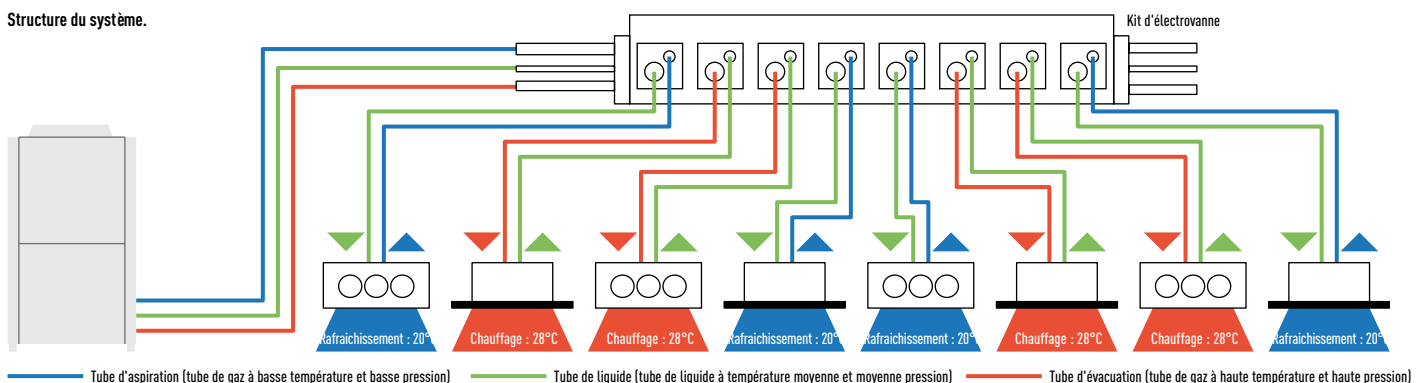 Structure du système.
Kit d'électrovanne
Rafraichissement : 20°C
Chauffage : 28°C
Chauffage : 28°C
Rafraichissement : 20°C
Rafraichissement : 20°C
Chauffage : 28°C
Chauffage : 28°C
Rafraichissement : 20°C
Tube d'aspiration (tube de gaz à basse température et basse pression)
Tube de liquide (tube de liquide à température moyenne et moyenne pression)
Tube d'évacuation (tube de gaz à haute température et haute pression)